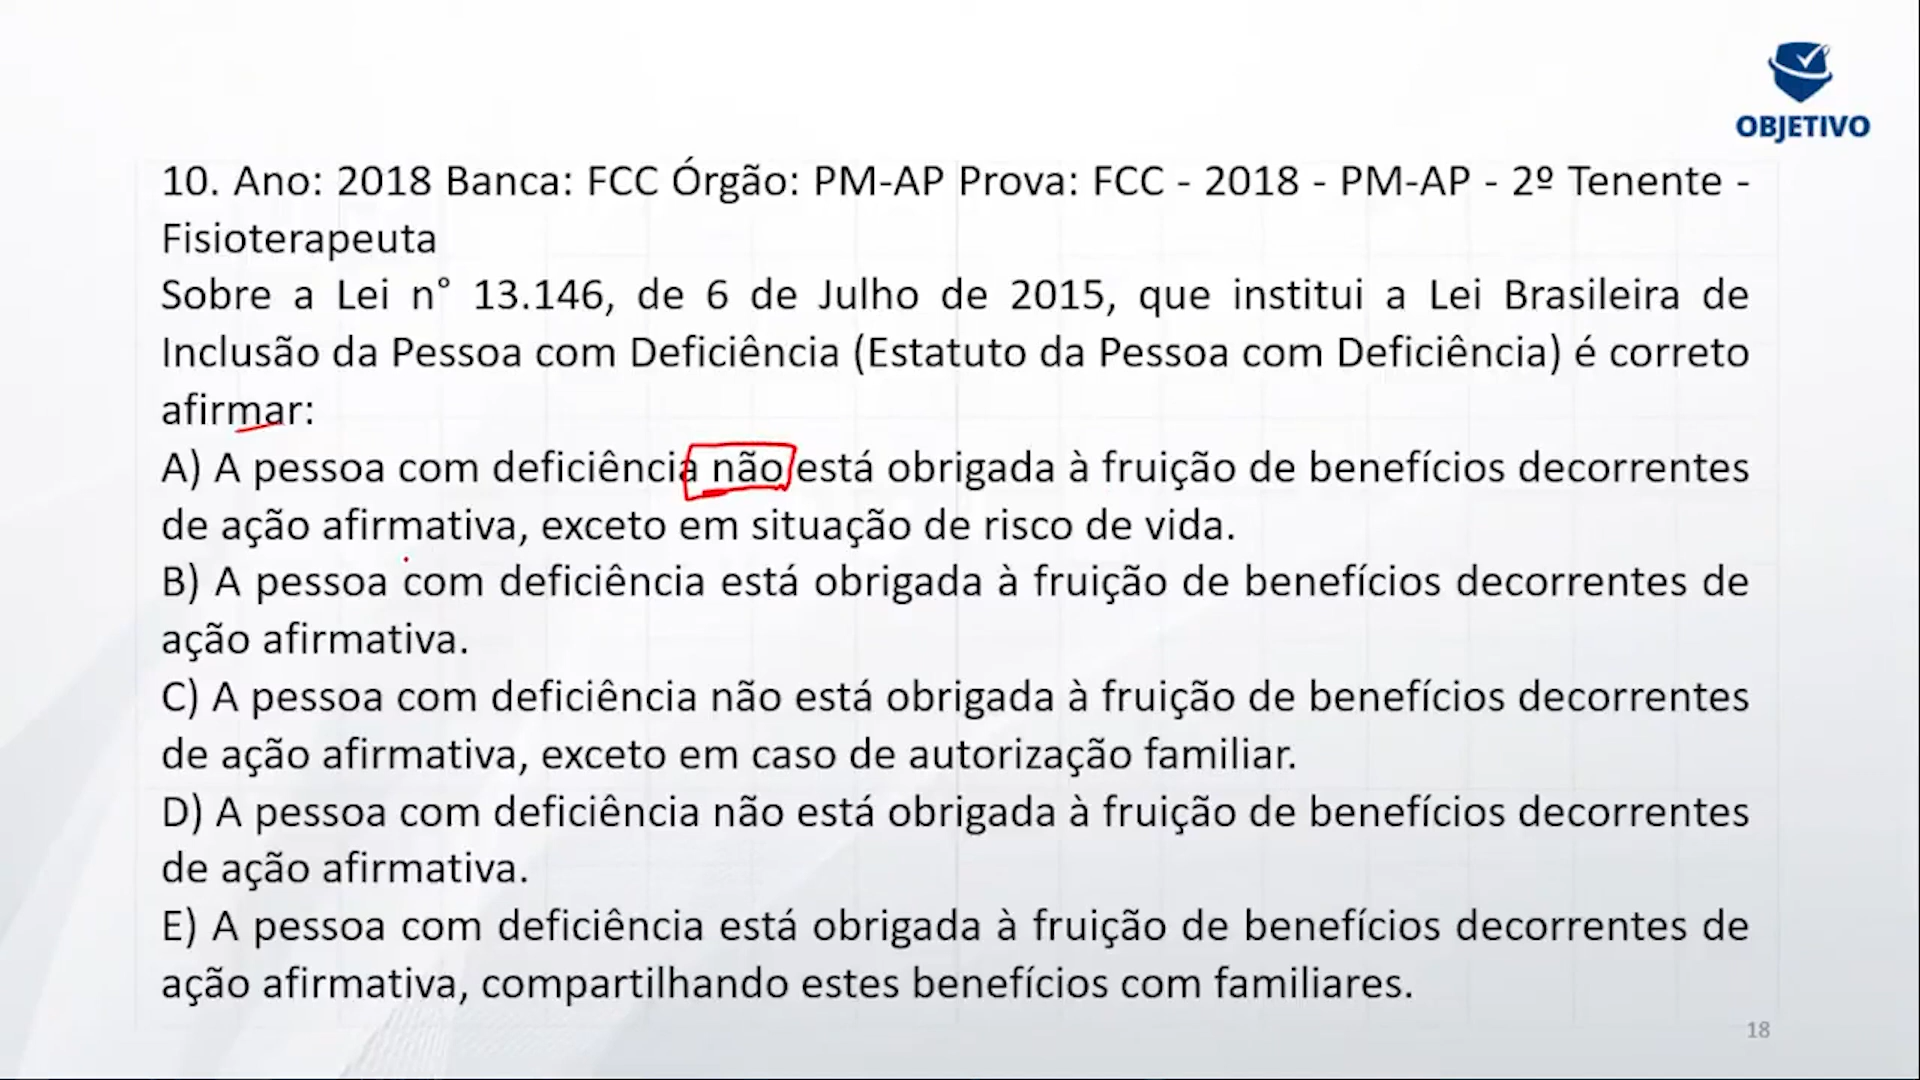 OBJETIVO
10. Ano: 2018 Banca: FCC Órgão: PM-AP Prova: FCC - 2018 - PM-AP - 2º Tenente -
Fisioterapeuta
Sobre a Lei n° 13.146, de 6 de Julho de 2015, que institui a Lei Brasileira de
Inclusão da Pessoa com Deficiência (Estatuto da Pessoa com Deficiência) é correto
afirmar:
A) A pessoa com deficiência não está obrigada à fruição de benefícios decorrentes
de ação afirmativa, exceto em situação de risco de vida.
B) A pessoa com deficiência está obrigada à fruição de benefícios decorrentes de
ação afirmativa.
C) A pessoa com deficiência não está obrigada à fruição de benefícios decorrentes
de ação afirmativa, exceto em caso de autorização familiar.
D) A pessoa com deficiência não está obrigada à fruição de benefícios decorrentes
de ação afirmativa.
E) A pessoa com deficiência está obrigada à fruição de benefícios decorrentes de
ação afirmativa, compartilhando estes benefícios com familiares.
18